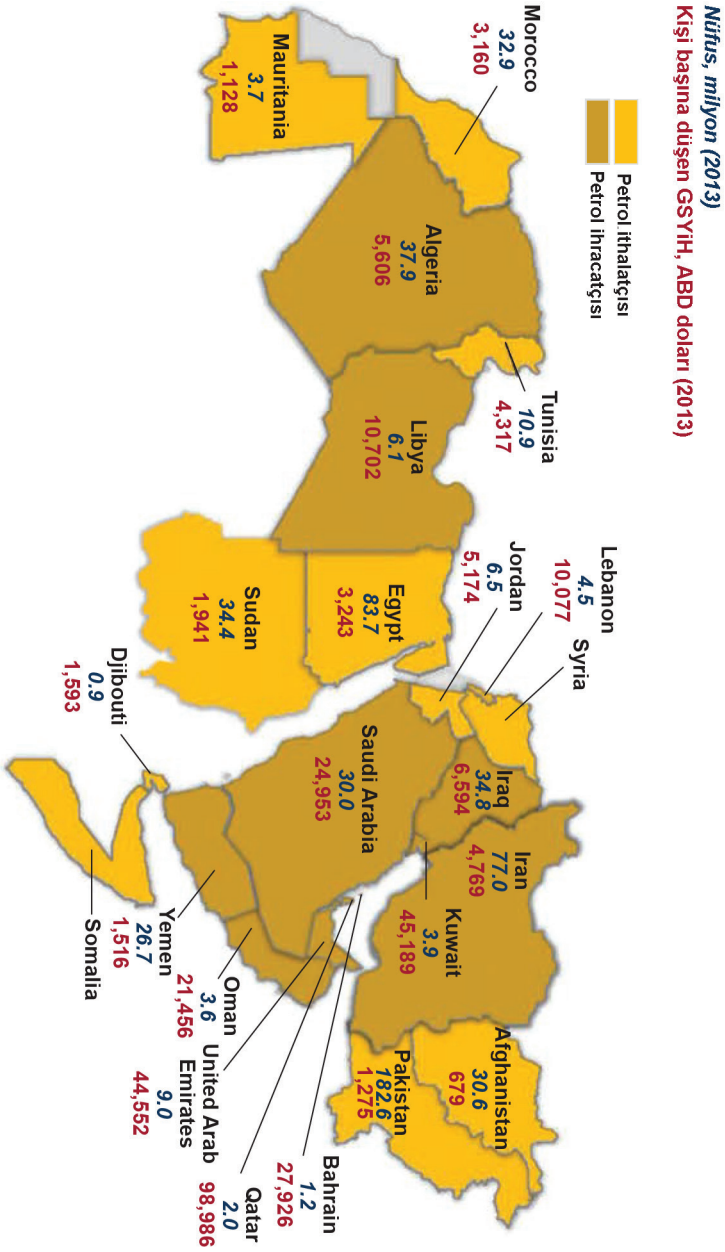 Nüfus, milyon (2013)
Kişi başına düşen GSYiH, ABD doları (2013)
Petrol.ithalatçısı
Petrol ihracatçısı
Morocco
32.9
3,160
Mauritania
3.7
1,128
Algeria
37.9
5,606
Tunisia
10.9
4,317
Libya
6.1
10,702
Egypt
83.7
3,243
Sudan
34.4
1,941
Djibouti
0.9
1,593
Jordan
6.5
5,174
Lebanon
4.5
10,077
Syria
Iraq
34.8
6,594
Iran
77.0
4,769
Saudi Arabia
30.0
24,953
Kuwait
3.9
45,189
Afghanistan
30.6
679
Pakistan
182.6
1,275
Somalia
Yemen
26.7
1,516
Oman
3.6
21,456
United Arab
Emirates
9.0
44,552
Bahrain
1.2
27,926
Qatar
2.0
98,986